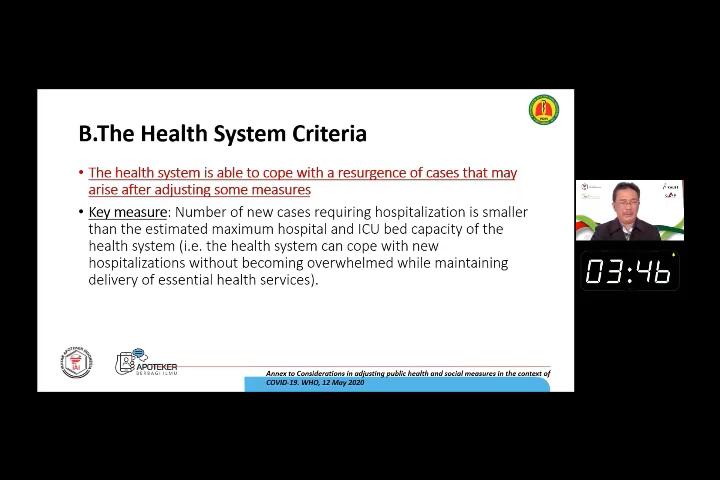 B.The Health System Criteria
• The health system is able to cope with a resurgence of cases that may
arise after adjusting some measures
• Key measure: Number of new cases requiring hospitalization is smaller
than the estimated maximum hospital and ICU bed capacity of the
health system (i.e. the health system can cope with new
hospitalizations without becoming overwhelmed while maintaining
delivery of essential health services).
03:46
IAI
APOTEKER
BERBAGI ILMU
Annex to Considerations in adjusting public health and social measures in the context of
COVID-19. WHO, 12 May 2020